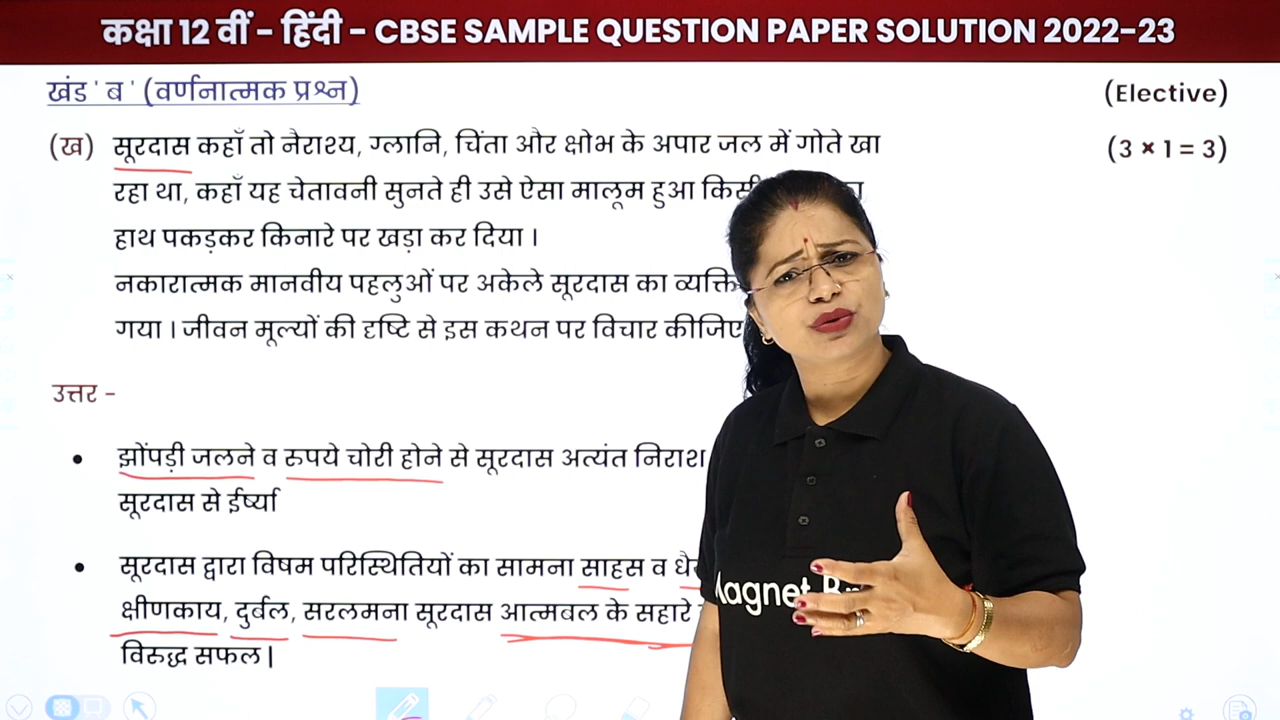 कक्षा 12 वीं - हिंदी - CBSE SAMPLE QUESTION PAPER SOLUTION 2022-23
खंड ' ब ' (वर्णनात्मक प्रश्न) (Elective)
(ख) सूरदास कहाँ तो नैराश्य, ग्लानि, चिंता और क्षोभ के अपार जल में गोते खा (3 × 1 = 3)
रहा था, कहाँ यह चेतावनी सुनते ही उसे ऐसा मालूम हुआ
हाथ पकड़कर किनारे पर खड़ा कर दिया ।
नकारात्मक मानवीय पहलुओं पर अकेले सूरदास का
गया । जीवन मूल्यों की दृष्टि से इस कथन पर विचार कीजिए
उत्तर -
• झोंपड़ी जलने व रुपये चोरी होने से सूरदास अत्यंत निराश
सूरदास से ईर्ष्या
• सूरदास द्वारा विषम परिस्थितियों का सामना साहस व
क्षीणकाय, दुर्बल, सरलमना सूरदास आत्मबल के सहारे
विरुद्ध सफल |